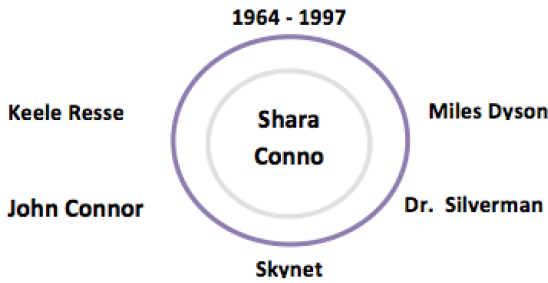 1964 - 1997
Keele Resse
Shara
Conno
Miles Dyson
John Connor
Dr. Silverman
Skynet